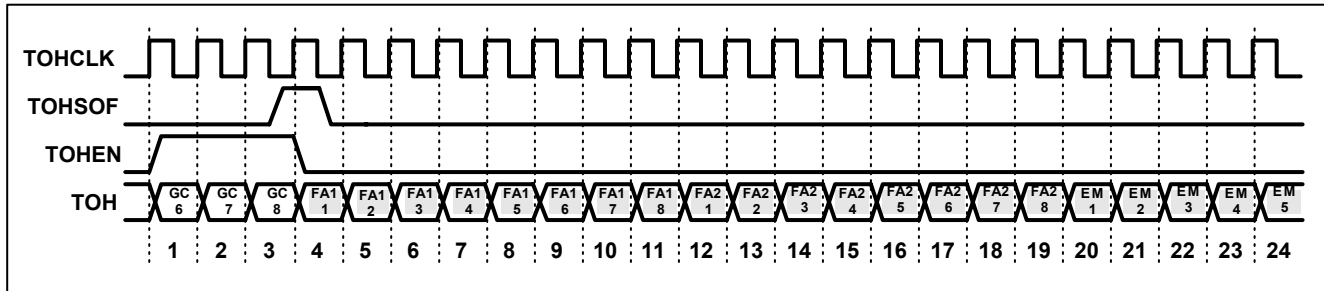 TOHCLK
TOHSOF
TOHEN
TOH GC 6 GC 7 GC 8 FA1 1 FA1 2 FA1 3 FA1 4 FA1 5 FA1 6 FA1 7 FA1 8 FA2 1 FA2 2 FA2 3 FA2 4 FA2 5 FA2 6 FA2 7 FA2 8 EM 1 EM 2 EM 3 EM 4 EM 5
1 2 3 4 5 6 7 8 9 10 11 12 13 14 15 16 17 18 19 20 21 22 23 24